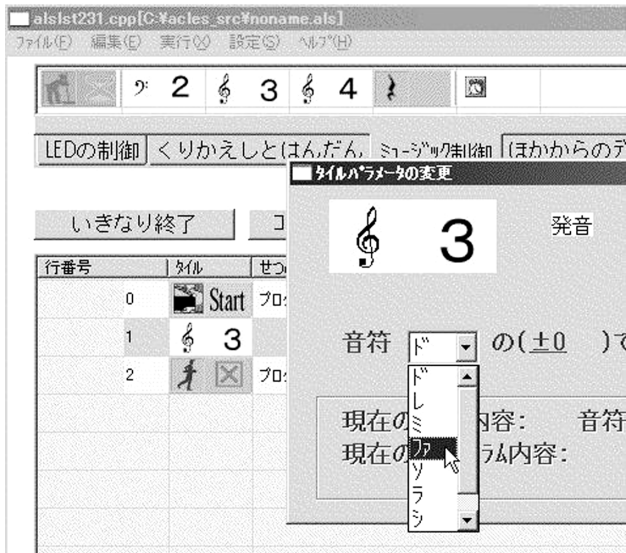 alslst231.cpp[C:¥acles_src¥noname.als]
ファイル(F) 編集(E) 実行(X) 設定(S) ヘルプ(H)
2 3 4
LEDの制御 くりかえしとはんだん ミュージック制御 ほかからのデ
タイルパラメータの変更
3 発音
いきなり終了 コ
行番号 タイル せつ
0 Start プログ
1 3
2 プロ
音符 ド の(±0 )で
ド
レ
ミ
ファ
ソ
ラ
シ
現在の 内容: 音符
現在の ラム内容: